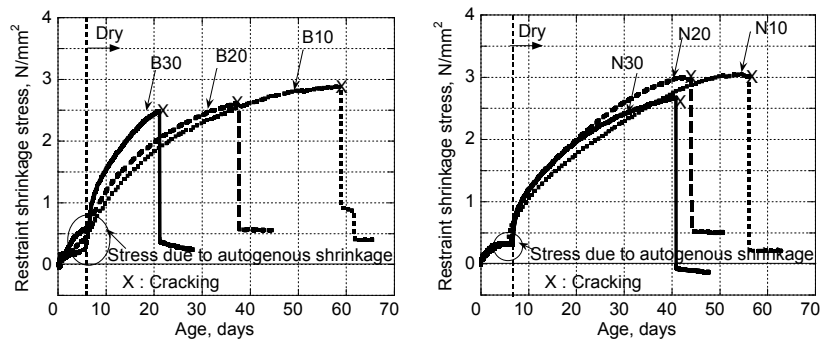 Restraint shrinkage stress, N/mm²
4
3
2
1
0
Dry
B30
B20
B10
X
X
X
Stress due to autogenous shrinkage
X : Cracking
0 10 20 30 40 50 60 70
Age, days
Restraint shrinkage stress, N/mm²
4
3
2
1
0
Dry
N30
N20
N10
X
X
X
Stress due to autogenous shrinkage
X : Cracking
0 10 20 30 40 50 60 70
Age, days